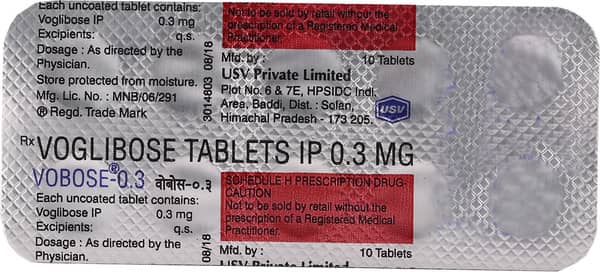 Each uncoated tablet contains:
Voglibose IP 0.3 mg
Excipients: q.s.
Dosage : As directed by the
Physician.
Store protected from moisture.
Mfg. Lic. No. : MNB/06/291
® Regd. Trade Mark
3014803 08/18
Not to be sold by retail without the
prescription of a Registered Medical
Practitioner.
Mfd. by : 10 Tablets
USV Private Limited
Plot No. 6 & 7E, HPSIDC Indl.
Area, Baddi, Dist. : Solan,
Himachal Pradesh - 173 205.
USV
Rx VOGLIBOSE TABLETS IP 0.3 MG
VOBOSE®-0.3 वोबोस-०.३
Each uncoated tablet contains:
Voglibose IP 0.3 mg
Excipients: q.s.
Dosage : As directed by the
Physician.
08/18
SCHEDULE H PRESCRIPTION DRUG-
CAUTION
Not to be sold by retail without the
prescription of a Registered Medical
Practitioner.
Mfd. by : 10 Tablets
USV Private Limited